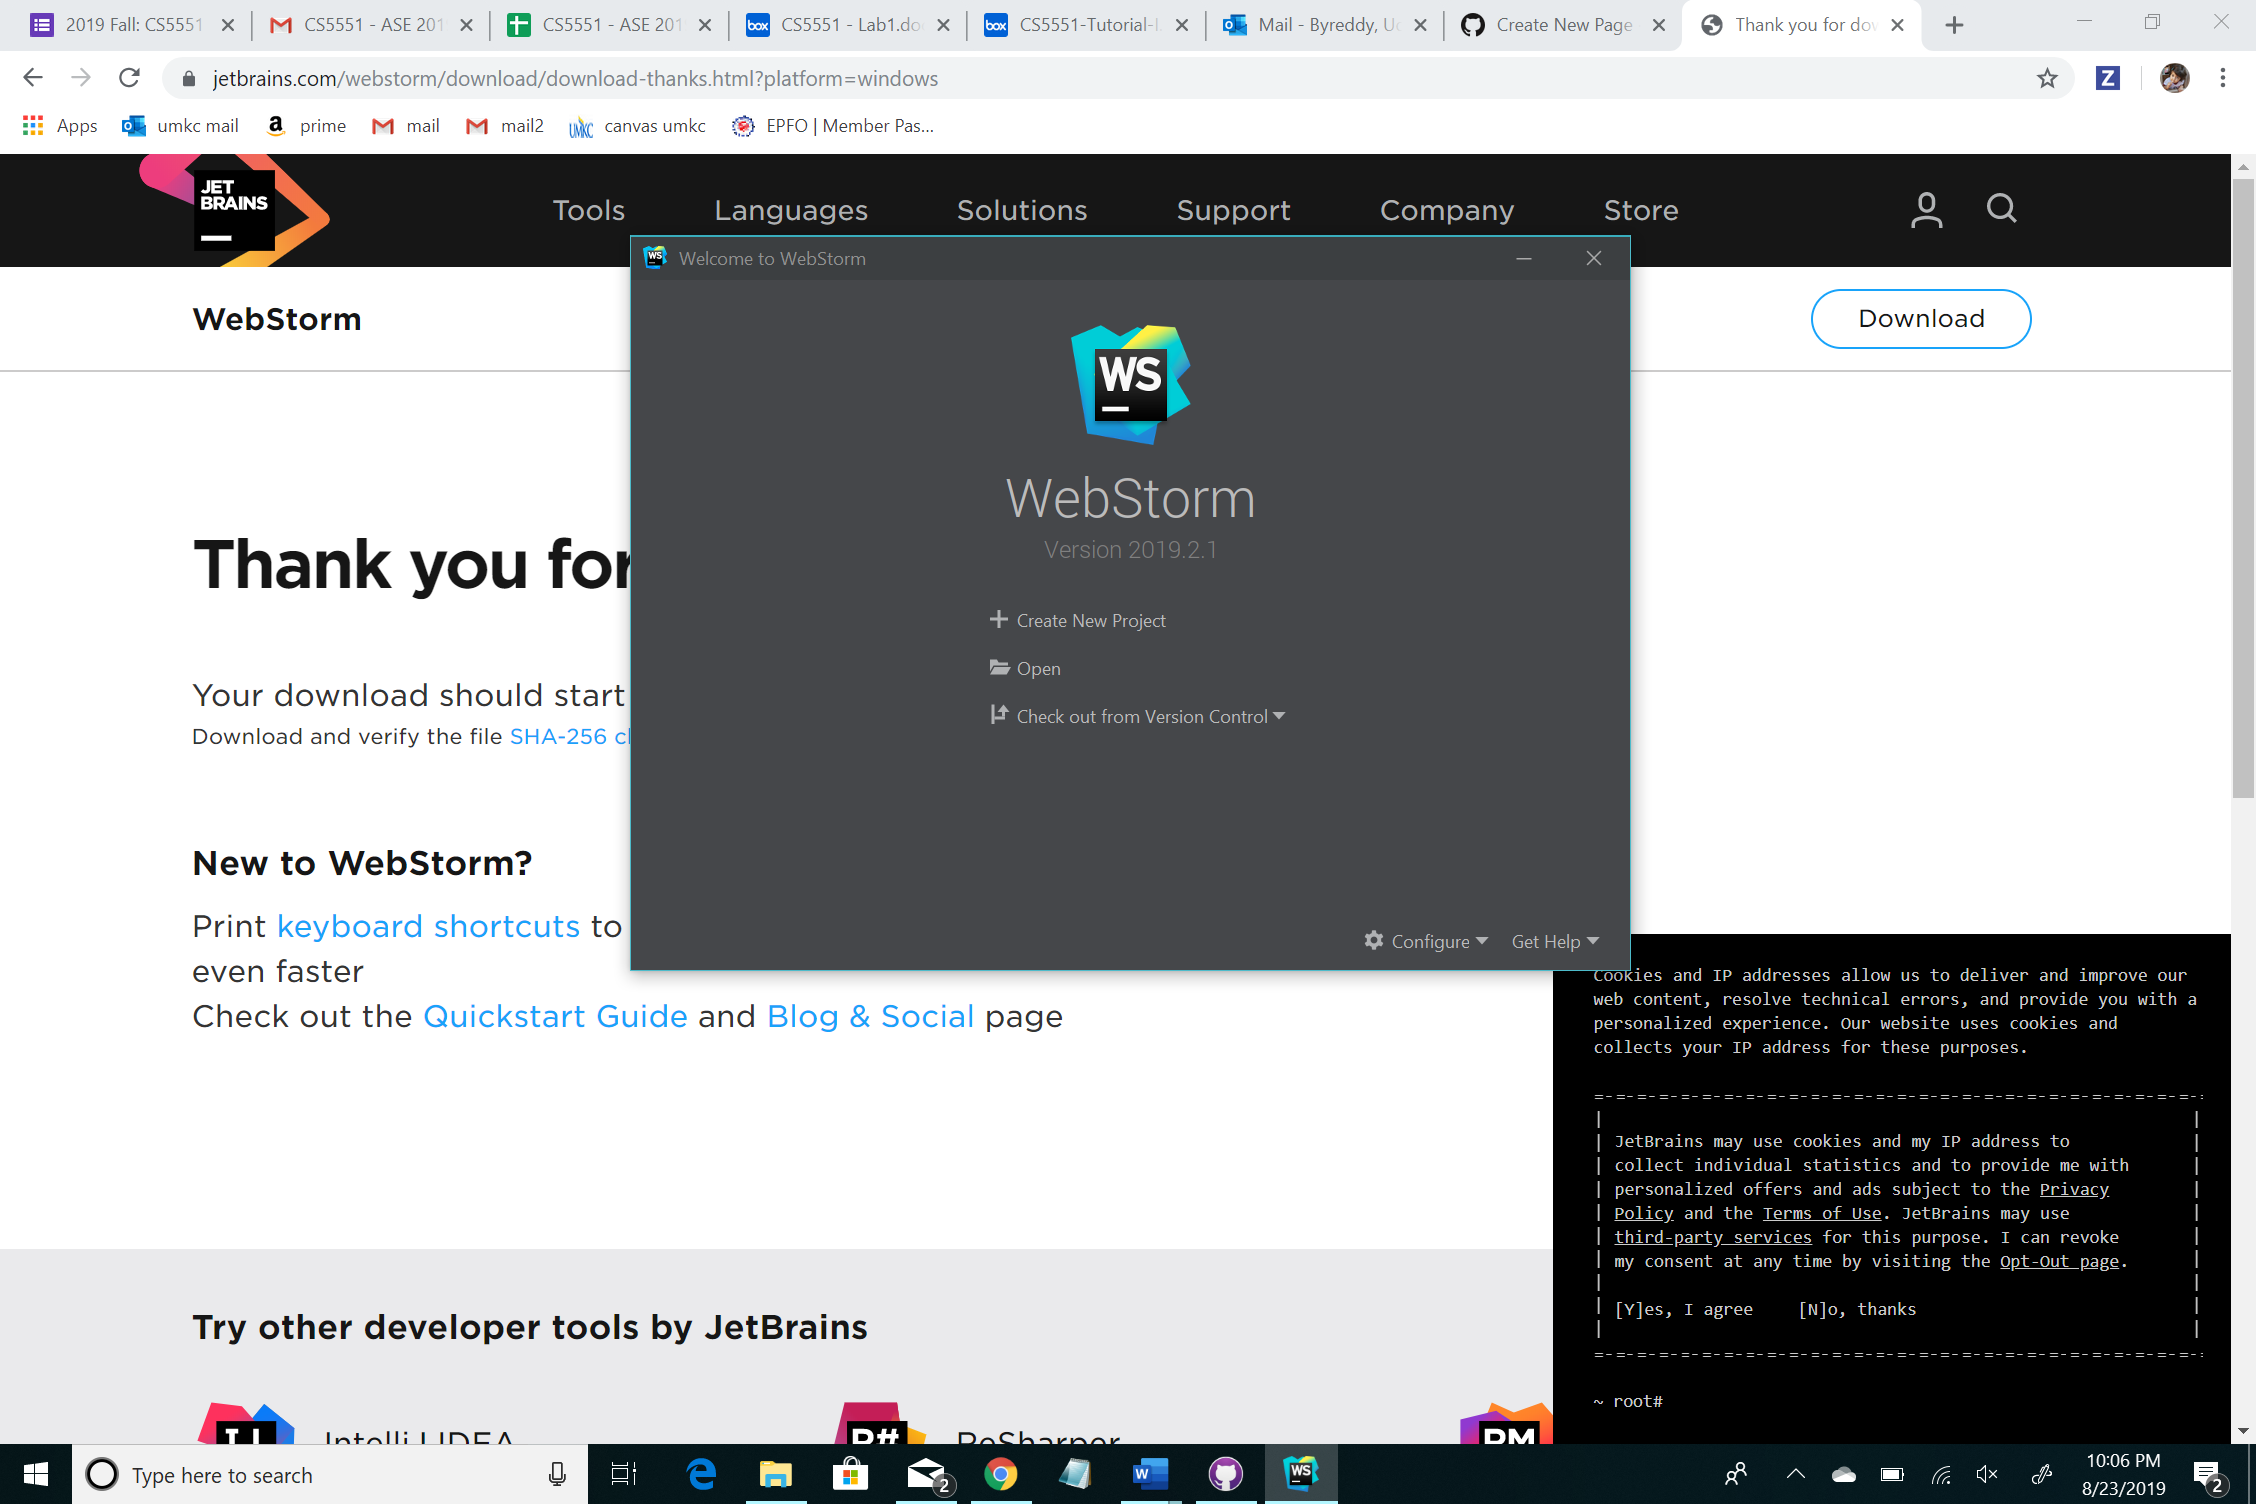 2019 Fall: CS5551
CS5551 - ASE 201
CS5551 - ASE 201
CS5551 - Lab1.do
CS5551-Tutorial-I
Mail - Byreddy, U
Create New Page
Thank you for do
jetbrains.com/webstorm/download/download-thanks.html?platform=windows
Z
Apps
umkc mail
prime
mail
mail2
canvas umkc
EPFO | Member Pas...
JET
BRAINS
Tools
Languages
Solutions
Support
Company
Store
Welcome to WebStorm
WebStorm
Download
WS
WebStorm
Version 2019.2.1
Thank you for
Create New Project
Open
Check out from Version Control
Your download should start
Download and verify the file SHA-256 c
New to WebStorm?
Print keyboard shortcuts to
even faster
Check out the Quickstart Guide and Blog & Social page
Configure
Get Help
Cookies and IP addresses allow us to deliver and improve our
web content, resolve technical errors, and provide you with a
personalized experience. Our website uses cookies and
collects your IP address for these purposes.
JetBrains may use cookies and my IP address to
collect individual statistics and to provide me with
personalized offers and ads subject to the Privacy
Policy and the Terms of Use. JetBrains may use
third-party services for this purpose. I can revoke
my consent at any time by visiting the Opt-Out page.
[Y]es, I agree [N]o, thanks
~ root#
Try other developer tools by JetBrains
IJ
IntelliJ IDEA
R#
ReSharper
RM
Type here to search
2
WS
10:06 PM
8/23/2019
2